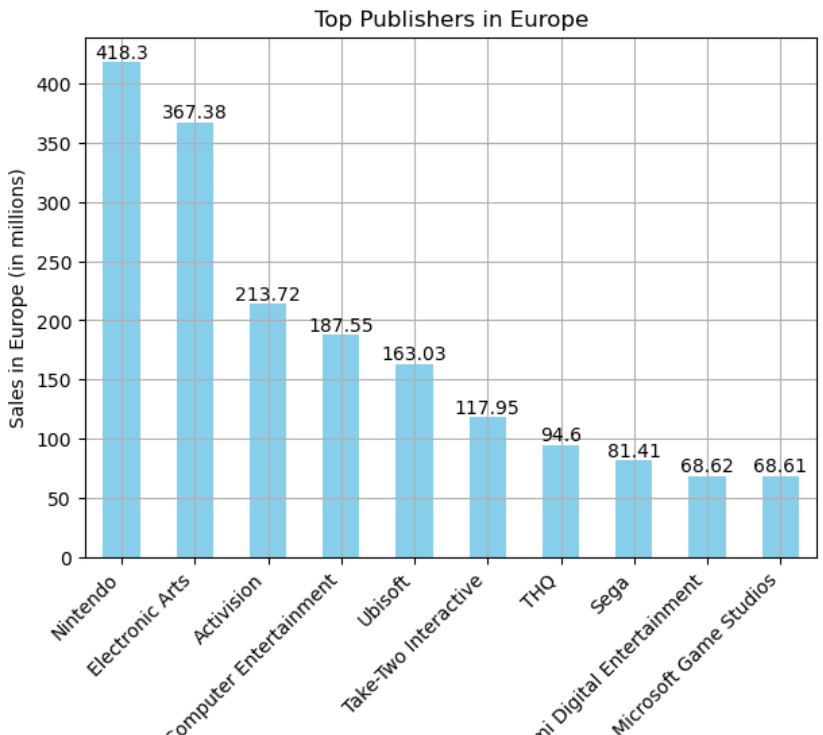 Top Publishers in Europe
Sales in Europe (in millions)
400
350
300
250
200
150
100
50
0
418.3
367.38
213.72
187.55
163.03
117.95
94.6
81.41
68.62
68.61
Nintendo
Electronic Arts
Activision
Computer Entertainment
Ubisoft
Take-Two Interactive
THQ
Sega
mi Digital Entertainment
Microsoft Game Studios